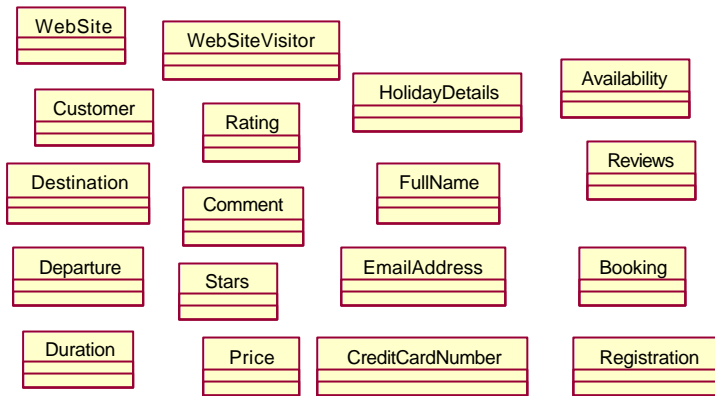 WebSite
WebSiteVisitor
HolidayDetails
Availability
Customer
Rating
Reviews
Destination
Comment
FullName
Departure
Stars
EmailAddress
Booking
Duration
Price
CreditCardNumber
Registration